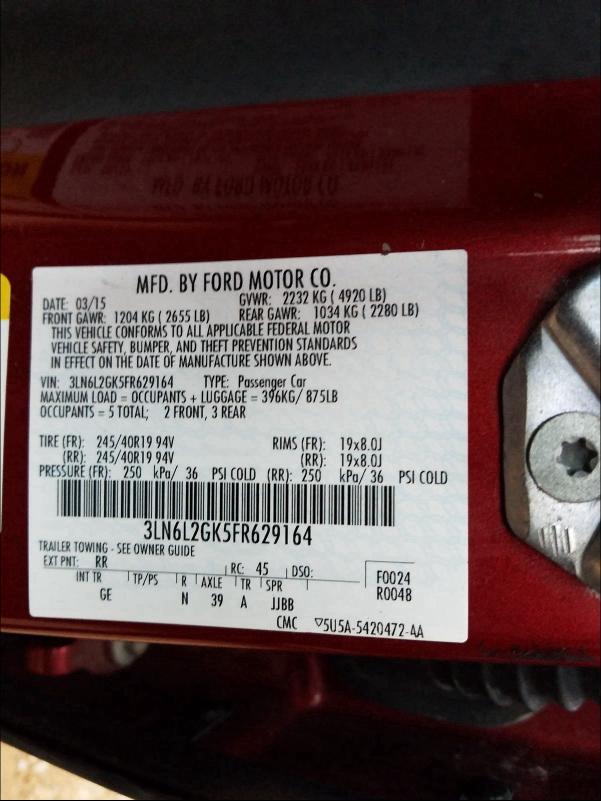 MFD. BY FORD MOTOR CO.
DATE: 03/15 GVWR: 2232 KG ( 4920 LB)
FRONT GAWR: 1204 KG ( 2655 LB) REAR GAWR: 1034 KG ( 2280 LB)
THIS VEHICLE CONFORMS TO ALL APPLICABLE FEDERAL MOTOR
VEHICLE SAFETY, BUMPER, AND THEFT PREVENTION STANDARDS
IN EFFECT ON THE DATE OF MANUFACTURE SHOWN ABOVE.
VIN: 3LN6L2GK5FR629164 TYPE: Passenger Car
MAXIMUM LOAD = OCCUPANTS + LUGGAGE = 396KG/ 875LB
OCCUPANTS = 5 TOTAL; 2 FRONT, 3 REAR
TIRE (FR): 245/40R19 94V RIMS (FR): 19x8.0J
(RR): 245/40R19 94V (RR): 19x8.0J
PRESSURE (FR): 250 kPa/ 36 PSI COLD (RR): 250 kPa/ 36 PSI COLD
3LN6L2GK5FR629164
TRAILER TOWING - SEE OWNER GUIDE
EXT PNT: RR RC: 45 DSO: F0024
INT TR TP/PS R AXLE TR SPR R0048
GE N 39 A JJBB
CMC ▽5U5A-5420472-AA